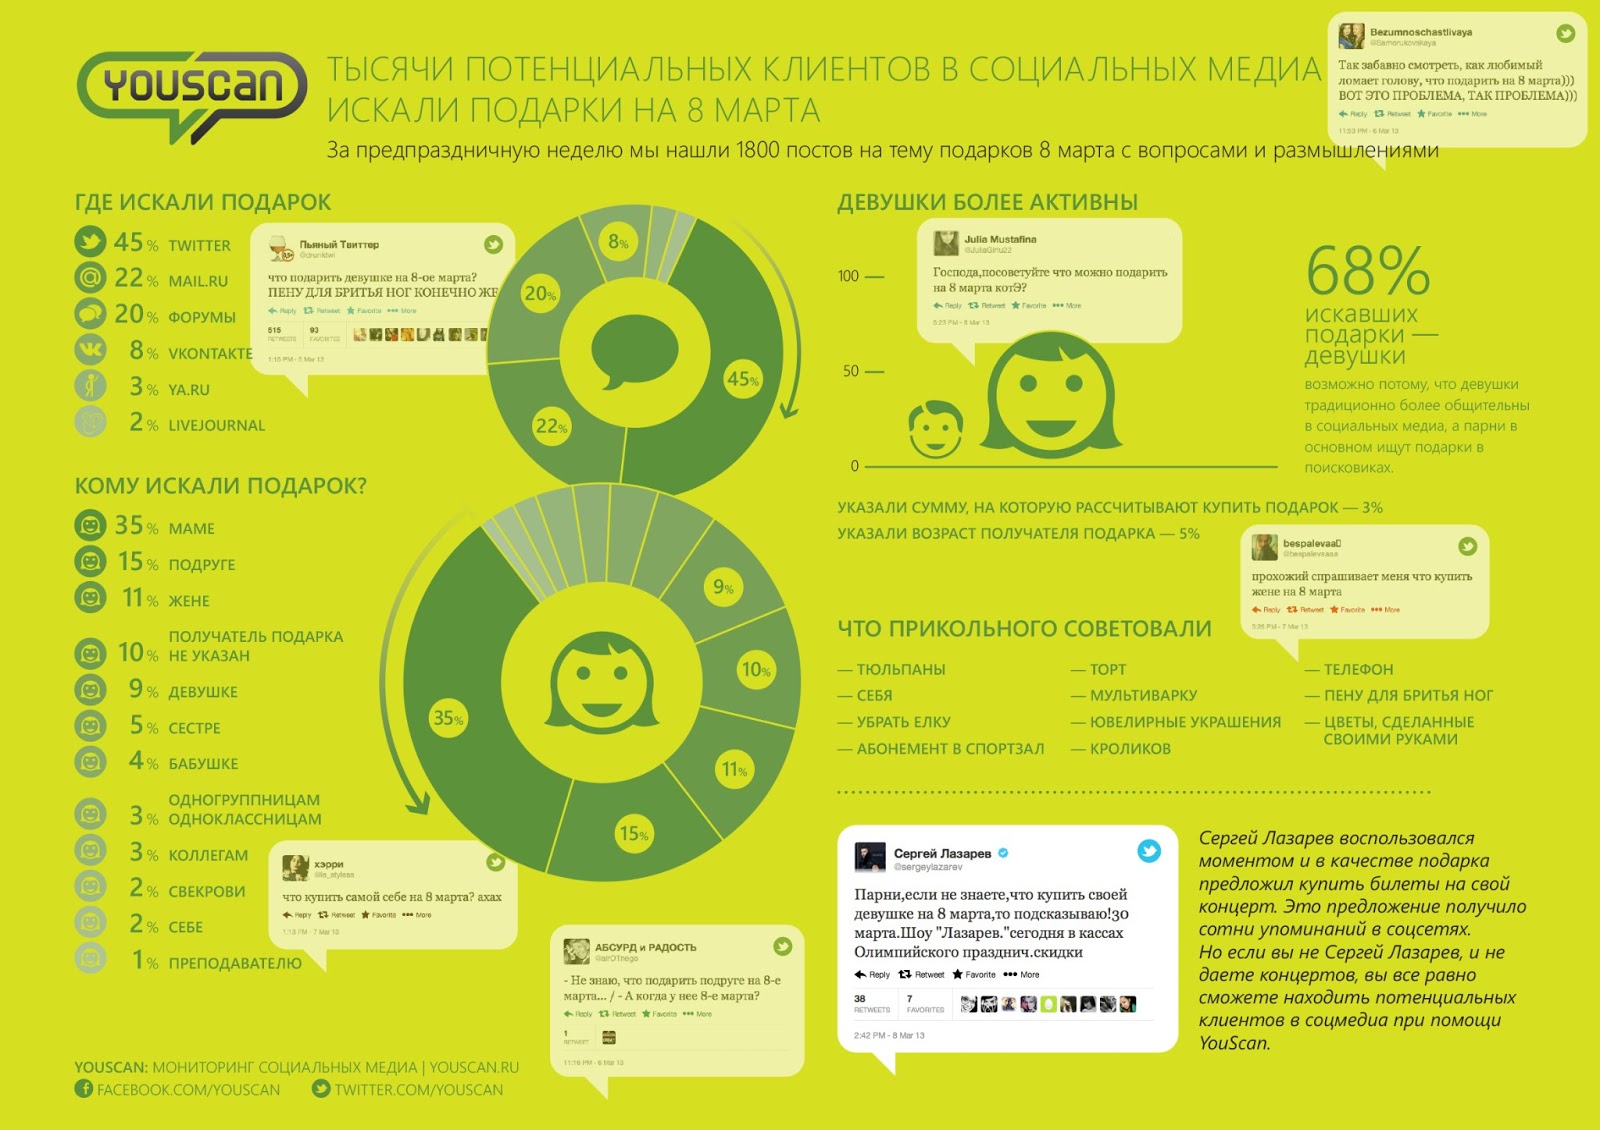 YOUSCAN
ТЫСЯЧИ ПОТЕНЦИАЛЬНЫХ КЛИЕНТОВ В СОЦИАЛЬНЫХ МЕДИА
ИСКАЛИ ПОДАРКИ НА 8 МАРТА
За предпраздничную неделю мы нашли 1800 постов на тему подарков 8 марта с вопросами и размышлениями
Bezumnoschastlivaya
@Samorukovskaya
Так забавно смотреть, как любимый
ломает голову, что подарить на 8 марта)))
ВОТ ЭТО ПРОБЛЕМА, ТАК ПРОБЛЕМА)))
Reply Retweet Favorite More
11:53 PM - 6 Mar 13
ГДЕ ИСКАЛИ ПОДАРОК
45% TWITTER
22% MAIL.RU
20% ФОРУМЫ
8% VKONTAKTE
3% YA.RU
2% LIVEJOURNAL
Пьяный Твиттер
@drunktwi
что подарить девушке на 8-ое марта?
ПЕНУ ДЛЯ БРИТЬЯ НОГ КОНЕЧНО ЖЕ
Reply Retweet Favorite More
515 93
RETWEETS FAVORITES
8%
20%
45%
22%
КОМУ ИСКАЛИ ПОДАРОК?
35% МАМЕ
15% ПОДРУГЕ
11% ЖЕНЕ
10% ПОЛУЧАТЕЛЬ ПОДАРКА
НЕ УКАЗАН
9% ДЕВУШКЕ
5% СЕСТРЕ
4% БАБУШКЕ
3% ОДНОГРУППНИЦАМ
ОДНОКЛАССНИЦАМ
3% КОЛЛЕГАМ
2% СВЕКРОВИ
2% СЕБЕ
1% ПРЕПОДАВАТЕЛЮ
9%
10%
35%
11%
15%
хэрри
что купить самой себе на 8 марта? ахах
Reply Retweet Favorite More
1:13 PM - 7 Mar 13
АБСУРД и РАДОСТЬ
- Не знаю, что подарить подруге на 8-е
марта... / - А когда у нее 8-е марта?
Reply Retweet Favorite More
1
RETWEET
11:16 PM - 6 Mar 13
YOUSCAN: МОНИТОРИНГ СОЦИАЛЬНЫХ МЕДИА | YOUSCAN.RU
FACEBOOK.COM/YOUSCAN TWITTER.COM/YOUSCAN
ДЕВУШКИ БОЛЕЕ АКТИВНЫ
Julia Mustafina
Господа,посоветуйте что можно подарить
на 8 марта котЭ?
Reply Retweet Favorite More
5:23 PM - 8 Mar 13
100
50
0
68%
искавших
подарки —
девушки
возможно потому, что девушки
традиционно более общительны
в социальных медиа, а парни в
основном ищут подарки в
поисковиках.
УКАЗАЛИ СУММУ, НА КОТОРУЮ РАССЧИТЫВАЮТ КУПИТЬ ПОДАРОК — 3%
УКАЗАЛИ ВОЗРАСТ ПОЛУЧАТЕЛЯ ПОДАРКА — 5%
bespalevaa
прохожий спрашивает меня что купить
жене на 8 марта
Reply Retweet Favorite More
ЧТО ПРИКОЛЬНОГО СОВЕТОВАЛИ
— ТЮЛЬПАНЫ
— СЕБЯ
— УБРАТЬ ЕЛКУ
— АБОНЕМЕНТ В СПОРТЗАЛ
— ТОРТ
— МУЛЬТИВАРКУ
— ЮВЕЛИРНЫЕ УКРАШЕНИЯ
— КРОЛИКОВ
— ТЕЛЕФОН
— ПЕНУ ДЛЯ БРИТЬЯ НОГ
— ЦВЕТЫ, СДЕЛАННЫЕ
СВОИМИ РУКАМИ
Сергей Лазарев
@sergeylazarev
Парни,если не знаете,что купить своей
девушке на 8 марта,то подсказываю!30
марта.Шоу "Лазарев."сегодня в кассах
Олимпийского празднич.скидки
Reply Retweet Favorite More
38 7
RETWEETS FAVORITES
2:42 PM - 8 Mar 13
Сергей Лазарев воспользовался
моментом и в качестве подарка
предложил купить билеты на свой
концерт. Это предложение получило
сотни упоминаний в соцсетях.
Но если вы не Сергей Лазарев, и не
даете концертов, вы все равно
сможете находить потенциальных
клиентов в соцмедиа при помощи
YouScan.